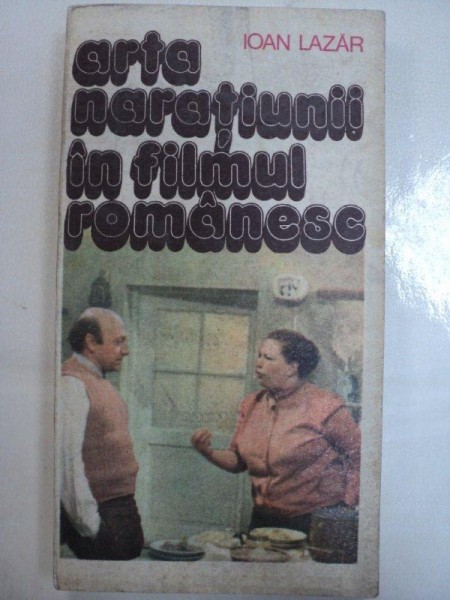 IOAN LAZĂR
arta
narațiunii
în filmul
românesc